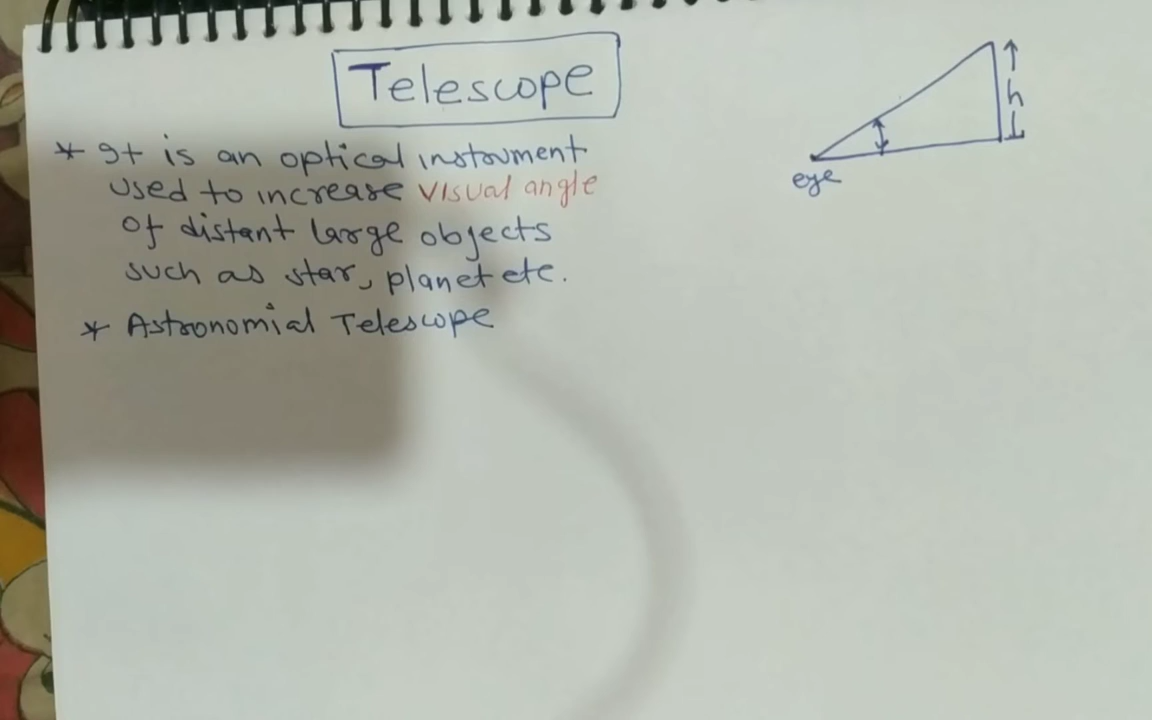 Telescope
* It is an optical instrument
used to increase visual angle
of distant large objects
such as star, planet etc.
* Astronomial Telescope
h
eye